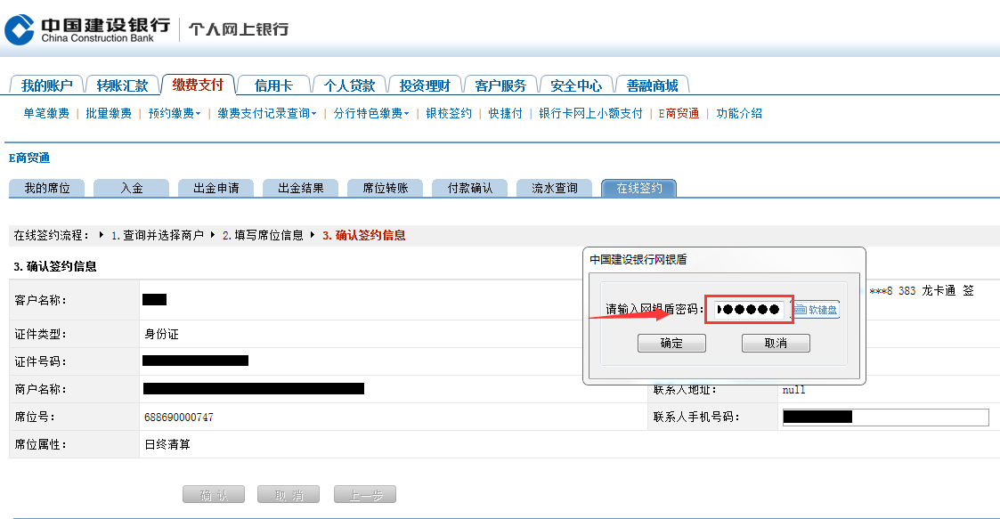 中国建设银行 个人网上银行
China Construction Bank
我的账户 转账汇款 缴费支付 信用卡 个人贷款 投资理财 客户服务 安全中心 善融商城
单笔缴费 | 批量缴费 | 预约缴费 | 缴费支付记录查询 | 分行特色缴费 | 银校签约 | 快捷付 | 银行卡网上小额支付 | E商贸通 | 功能介绍
E商贸通
我的席位 入金 出金申请 出金结果 席位转账 付款确认 流水查询 在线签约
在线签约流程： 1.查询并选择商户 2.填写席位信息 3.确认签约信息
3.确认签约信息
中国建设银行网银盾
客户名称：
***8 383 龙卡通 签
请输入网银盾密码： ●●●●●● 软键盘
证件类型： 身份证
确定 取消
证件号码：
商户名称： 联系人地址： null
席位号： 688690000747 联系人手机号码：
席位属性： 日终清算
确 认 取 消 上一步